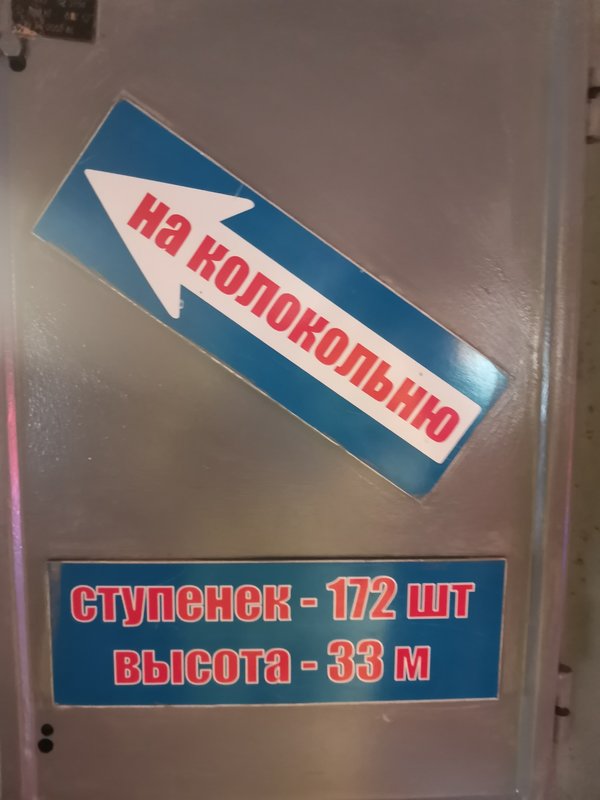 на колокольню
ступенек - 172 шт
высота - 33 м